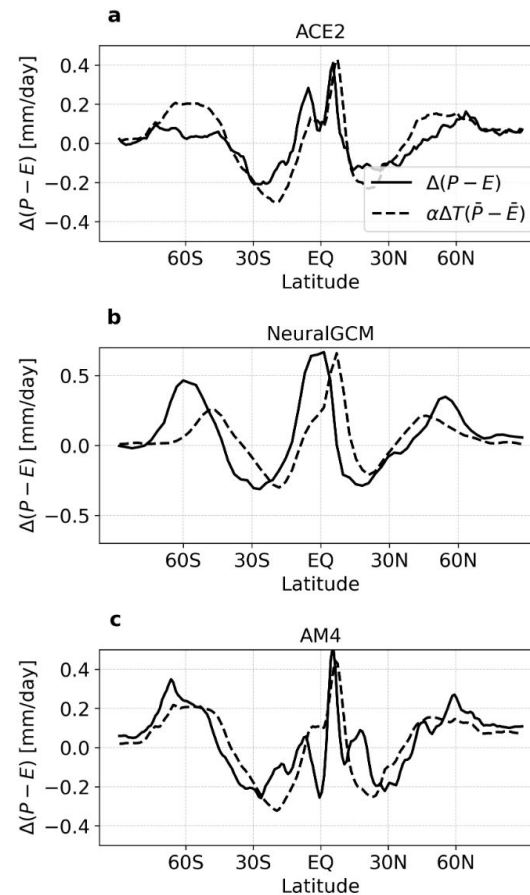 a
ACE2
Δ(P − E) [mm/day]
0.4
0.2
0.0
−0.2
−0.4
Δ(P − E)
αΔT(P̄ − Ē)
60S 30S EQ 30N 60N
Latitude
b
NeuralGCM
Δ(P − E) [mm/day]
0.5
0.0
−0.5
60S 30S EQ 30N 60N
Latitude
c
AM4
Δ(P − E) [mm/day]
0.4
0.2
0.0
−0.2
−0.4
60S 30S EQ 30N 60N
Latitude